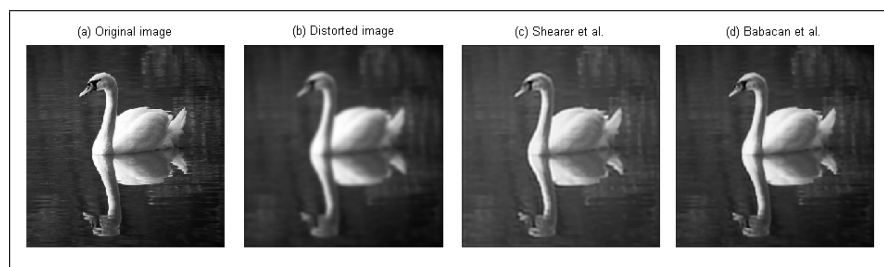 (a) Original image
(b) Distorted image
(c) Shearer et al.
(d) Babacan et al.